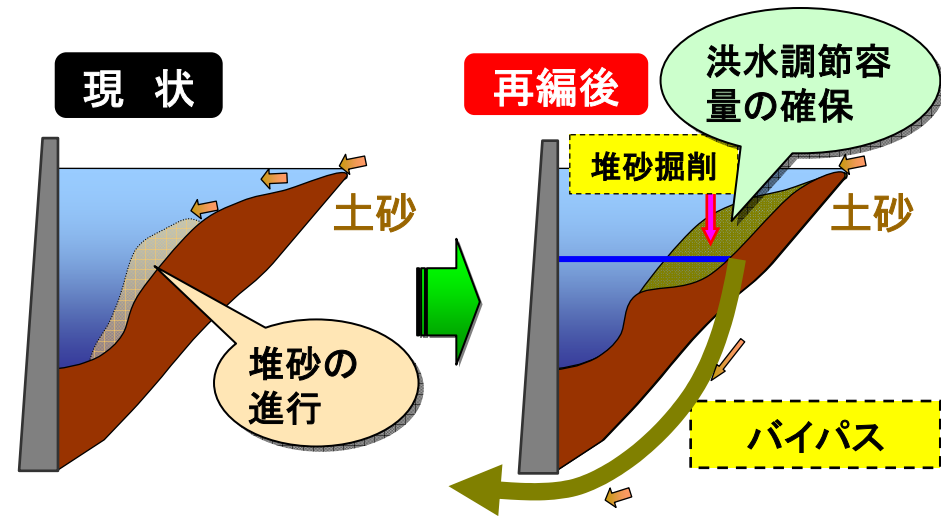 現 状
土砂
堆砂の
進行
再編後
洪水調節容
量の確保
堆砂掘削
土砂
バイパス